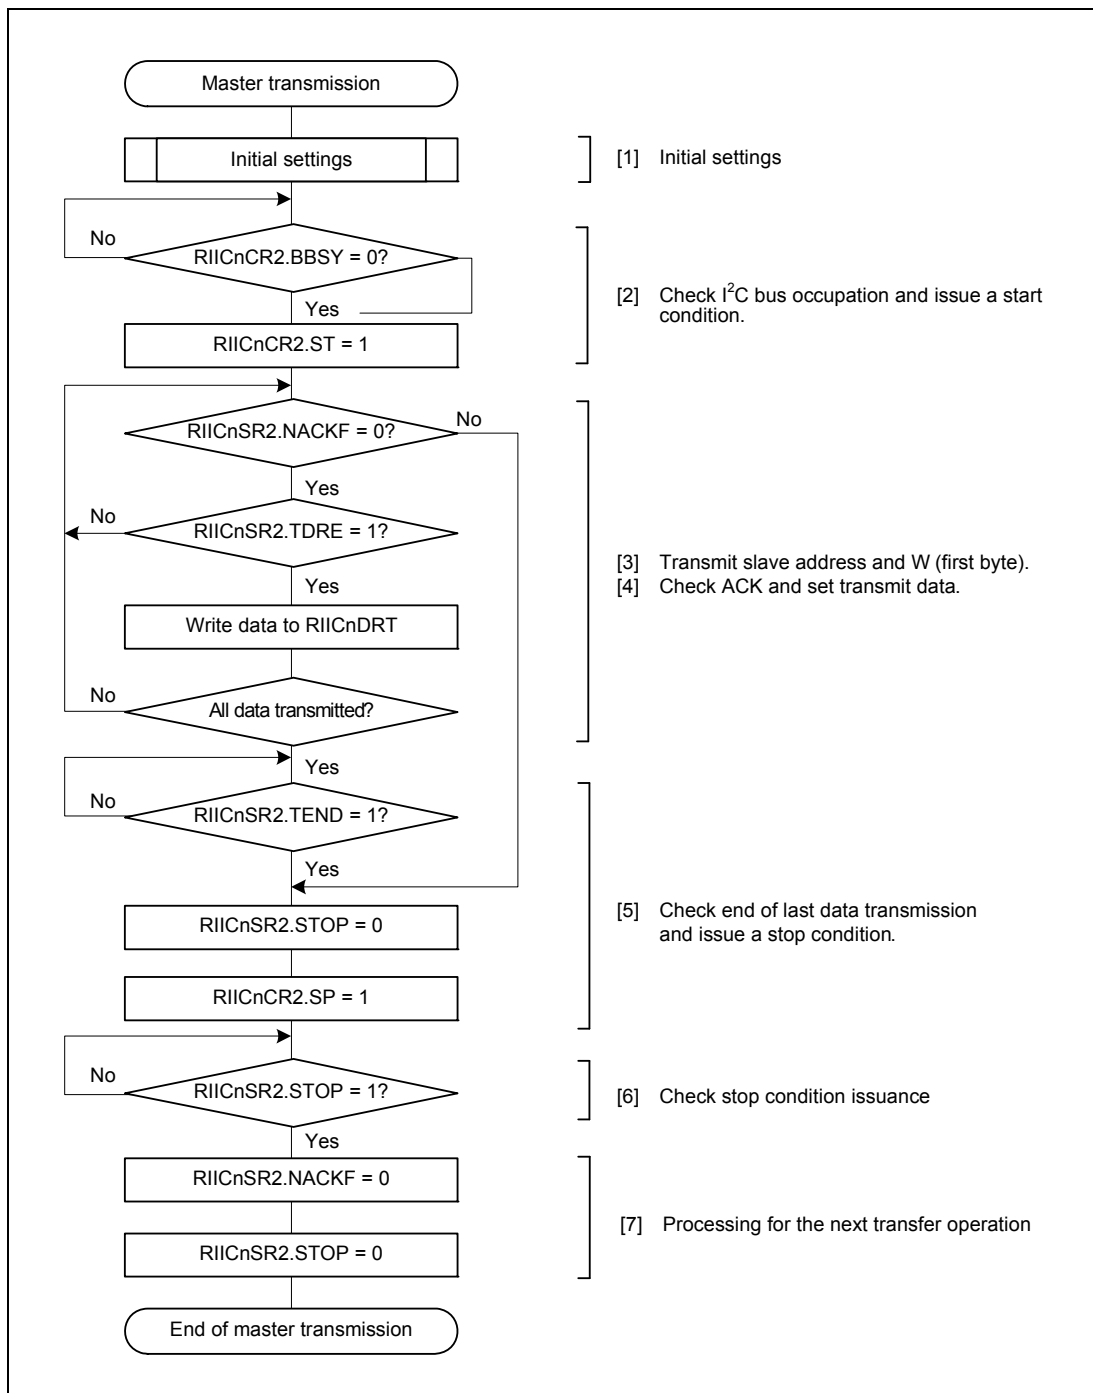 Master transmission
Initial settings
[1] Initial settings
No
RIICnCR2.BBSY = 0?
Yes
[2] Check I²C bus occupation and issue a start
condition.
RIICnCR2.ST = 1
No
RIICnSR2.NACKF = 0?
Yes
No
RIICnSR2.TDRE = 1?
Yes
[3] Transmit slave address and W (first byte).
[4] Check ACK and set transmit data.
Write data to RIICnDRT
No
All data transmitted?
Yes
No
RIICnSR2.TEND = 1?
Yes
RIICnSR2.STOP = 0
[5] Check end of last data transmission
and issue a stop condition.
RIICnCR2.SP = 1
No
RIICnSR2.STOP = 1?
[6] Check stop condition issuance
Yes
RIICnSR2.NACKF = 0
[7] Processing for the next transfer operation
RIICnSR2.STOP = 0
End of master transmission